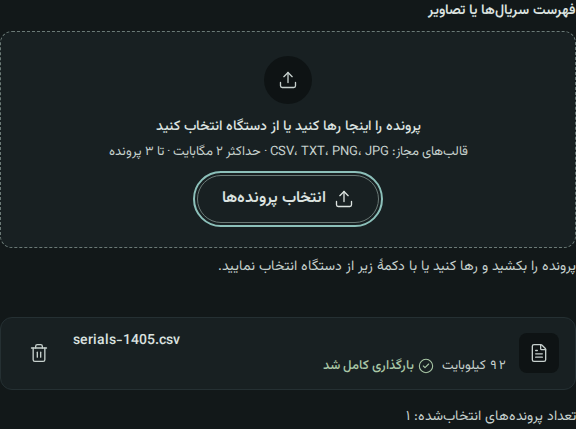 فهرست سریال‌ها یا تصاویر
پرونده را اینجا رها کنید یا از دستگاه انتخاب کنید
قالب‌های مجاز: CSV، TXT، PNG، JPG · حداکثر ۲ مگابایت · تا ۳ پرونده
انتخاب پرونده‌ها
پرونده را بکشید و رها کنید یا با دکمهٔ زیر از دستگاه انتخاب نمایید.
serials-1405.csv
۹۲ کیلوبایت بارگذاری کامل شد
تعداد پرونده‌های انتخاب‌شده: ۱